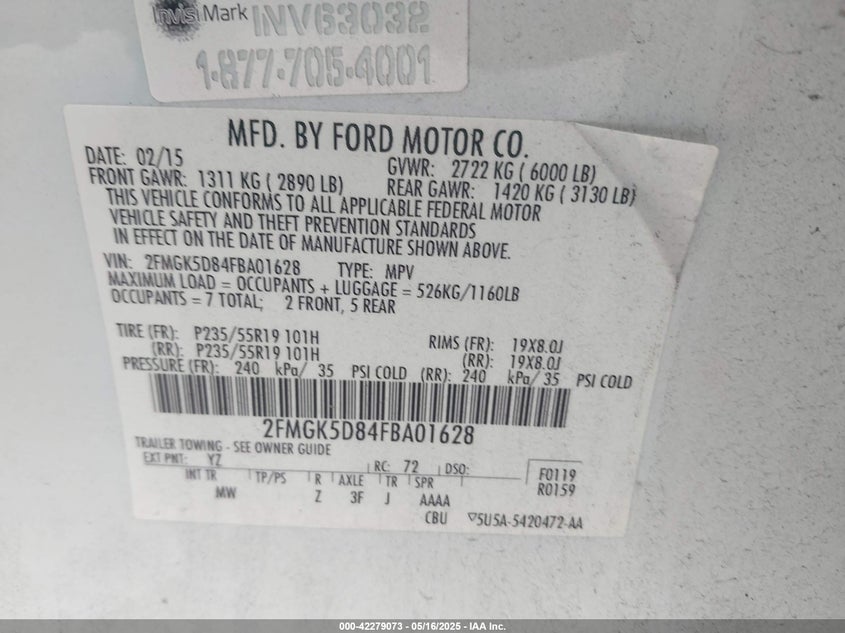 InvisiMark INV63032
1-877-705-4001
MFD. BY FORD MOTOR CO.
DATE: 02/15 GVWR: 2722 KG ( 6000 LB)
FRONT GAWR: 1311 KG ( 2890 LB) REAR GAWR: 1420 KG ( 3130 LB)
THIS VEHICLE CONFORMS TO ALL APPLICABLE FEDERAL MOTOR
VEHICLE SAFETY AND THEFT PREVENTION STANDARDS
IN EFFECT ON THE DATE OF MANUFACTURE SHOWN ABOVE.
VIN: 2FMGK5D84FBA01628 TYPE: MPV
MAXIMUM LOAD = OCCUPANTS + LUGGAGE = 526KG/1160LB
OCCUPANTS = 7 TOTAL; 2 FRONT, 5 REAR
TIRE (FR): P235/55R19 101H RIMS (FR): 19X8.0J
(RR): P235/55R19 101H (RR): 19X8.0J
PRESSURE (FR): 240 kPa/ 35 PSI COLD (RR): 240 kPa/ 35 PSI COLD
2FMGK5D84FBA01628
TRAILER TOWING - SEE OWNER GUIDE
EXT PNT: YZ RC: 72 DSO: F0119
INT TR TP/PS R AXLE TR SPR R0159
MW Z 3F J AAAA
CBU 5U5A-5420472-AA
000-42279073 - 05/16/2025 - IAA Inc.